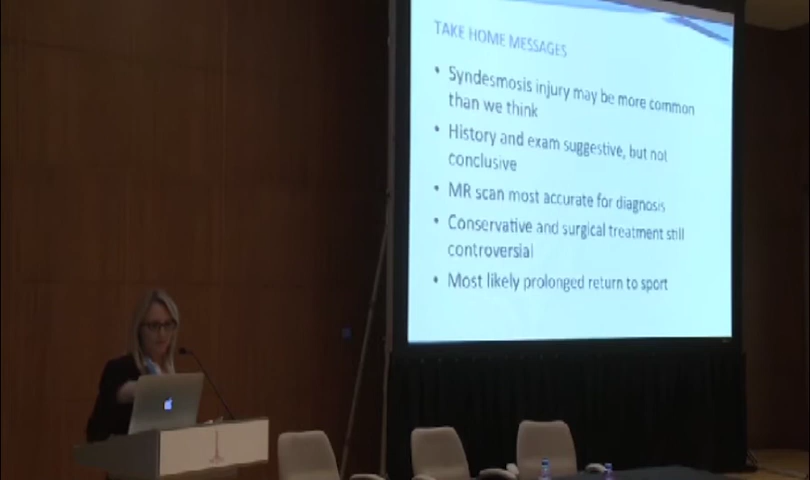 TAKE HOME MESSAGES
• Syndesmosis injury may be more common
than we think
• History and exam suggestive, but not
conclusive
• MR scan most accurate for diagnosis
• Conservative and surgical treatment still
controversial
• Most likely prolonged return to sport